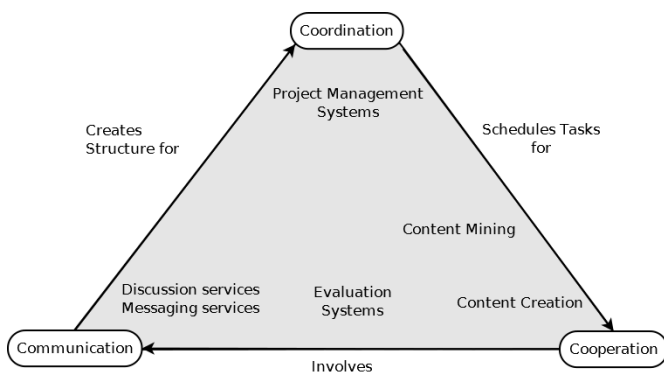 Coordination
Project Management
Systems
Creates
Structure for
Schedules Tasks
for
Content Mining
Discussion services
Messaging services
Evaluation
Systems
Content Creation
Communication
Cooperation
Involves